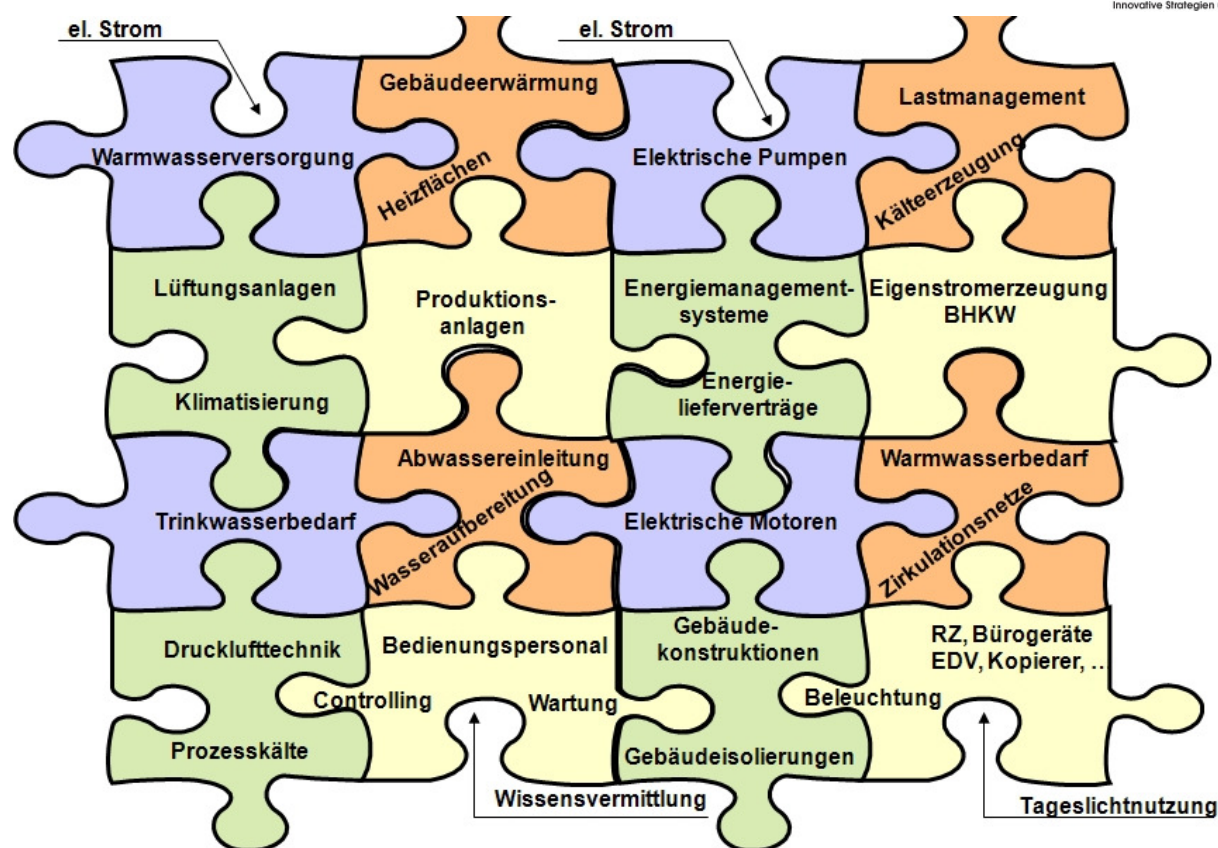 Innovative Strategien
el. Strom
el. Strom
Gebäudeerwärmung
Lastmanagement
Warmwasserversorgung
Heizflächen
Elektrische Pumpen
Kälteerzeugung
Lüftungsanlagen
Produktions-
anlagen
Energiemanagement-
systeme
Eigenstromerzeugung
BHKW
Klimatisierung
Energie-
lieferverträge
Abwassereinleitung
Warmwasserbedarf
Trinkwasserbedarf
Wasseraufbereitung
Elektrische Motoren
Zirkulationsnetze
Drucklufttechnik
Bedienungspersonal
Gebäude-
konstruktionen
RZ, Bürogeräte
EDV, Kopierer, ...
Controlling
Wartung
Beleuchtung
Prozesskälte
Gebäudeisolierungen
Wissensvermittlung
Tageslichtnutzung